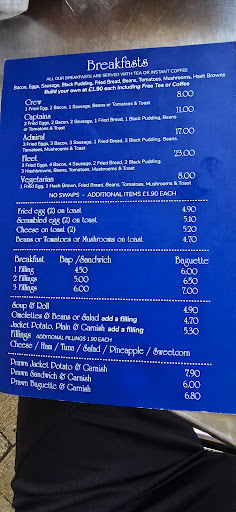 Breakfasts
ALL OUR BREAKFASTS ARE SERVED WITH TEA OR INSTANT COFFEE
Bacon, Eggs, Sausage, Black Pudding, Fried Bread, Beans, Tomatoes, Mushrooms, Hash Browns
Build your own at £1.90 each including Free Tea or Coffee
Crew 8.00
1 Fried Egg, 2 Bacon, 1 Sausage, Beans or Tomatoes & Toast
Captains 11.00
2 Fried Eggs, 2 Bacon, 2 Sausage, 1 Fried Bread, 1 Black Pudding, Beans
or Tomatoes & Toast
Admiral 17.00
3 Fried Eggs, 3 Bacon, 3 Sausage, 3 Fried Bread, 3 Black Pudding, Beans,
Tomatoes, Mushrooms & Toast
Fleet 23.00
3 Fried Eggs, 4 Bacon, 4 Sausage, 2 Fried Bread, 3 Black Pudding,
3 Hashbrowns, Beans, Tomatoes, Mushrooms & Toast
Vegetarian 8.00
1 Fried Egg, 1 Hash Brown, Fried Bread, Beans, Tomatoes, Mushrooms & Toast
NO SWAPS - ADDITIONAL ITEMS £1.90 EACH
Fried egg (2) on toast 4.90
Scrambled egg (2) on toast 5.10
Cheese on toast (2) 5.20
Beans or Tomatoes or Mushrooms on toast 4.70
Breakfast Bap /Sandwich Baguette
1 filling 4.50 6.00
2 fillings 5.00 6.50
3 fillings 6.00 7.00
Soup & Roll 4.90
Omelettes & Beans or Salad add a filling 4.70
Jacket Potato, Plain & Garnish add a filling 5.30
Fillings ADDITIONAL FILLINGS 1.90 EACH
Cheese / Ham / Tuna / Salad / Pineapple / Sweetcorn
Prawn Jacket Potato & Garnish 7.90
Prawn Sandwich & Garnish 6.00
Prawn Baguette & Garnish 6.80